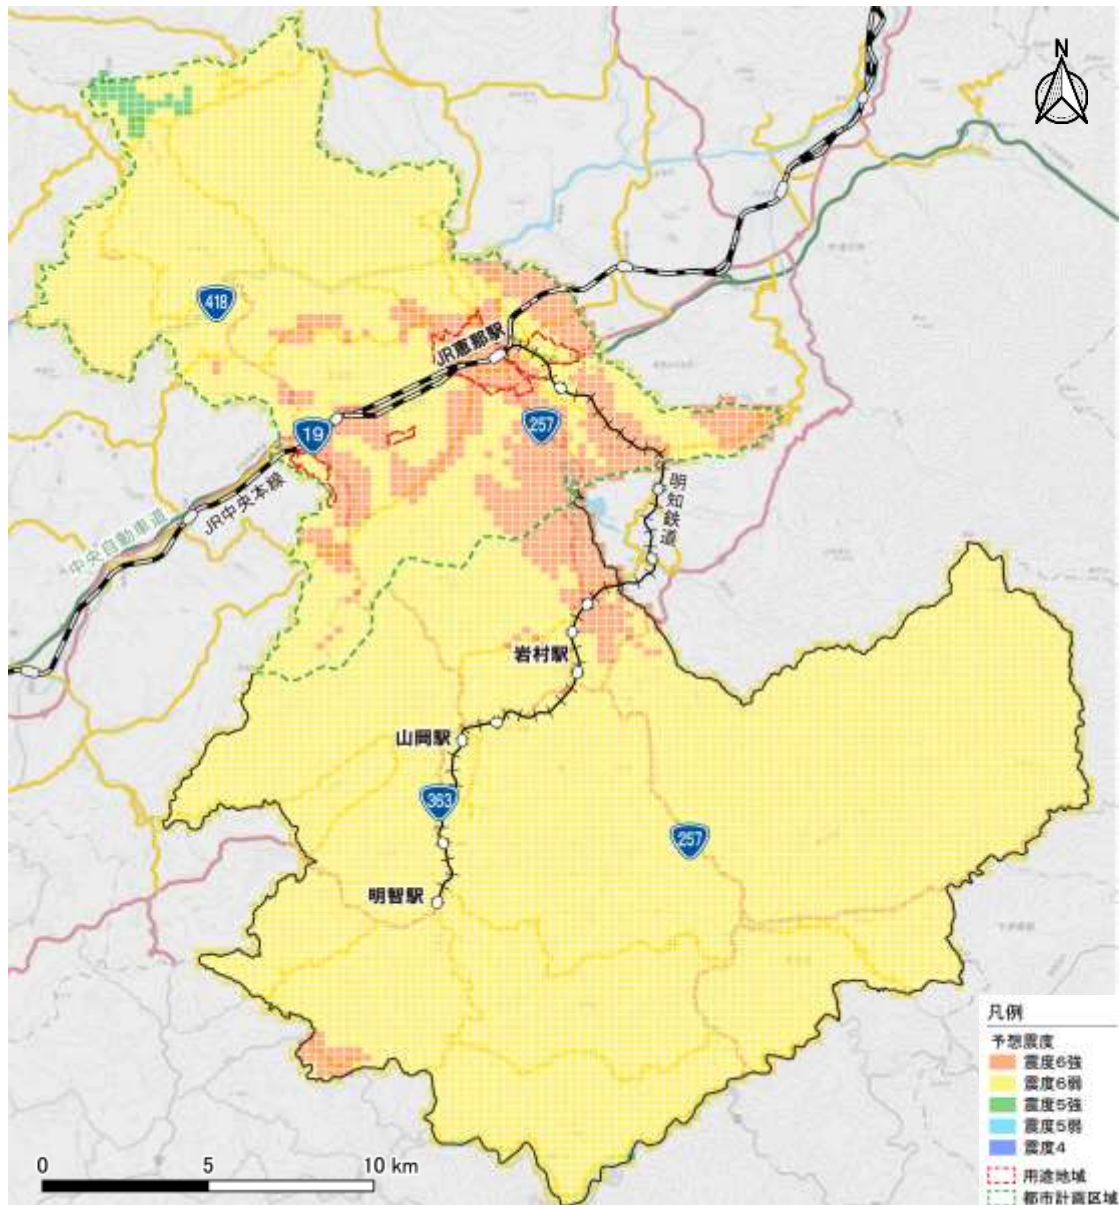 N
418
JR恵那駅
19
257
JR中央本線
中央自動車道
明知鉄道
岩村駅
山岡駅
363
257
明智駅
凡例
予想震度
震度6強
震度6弱
震度5強
震度5弱
震度4
用途地域
都市計画区域
0 5 10 km